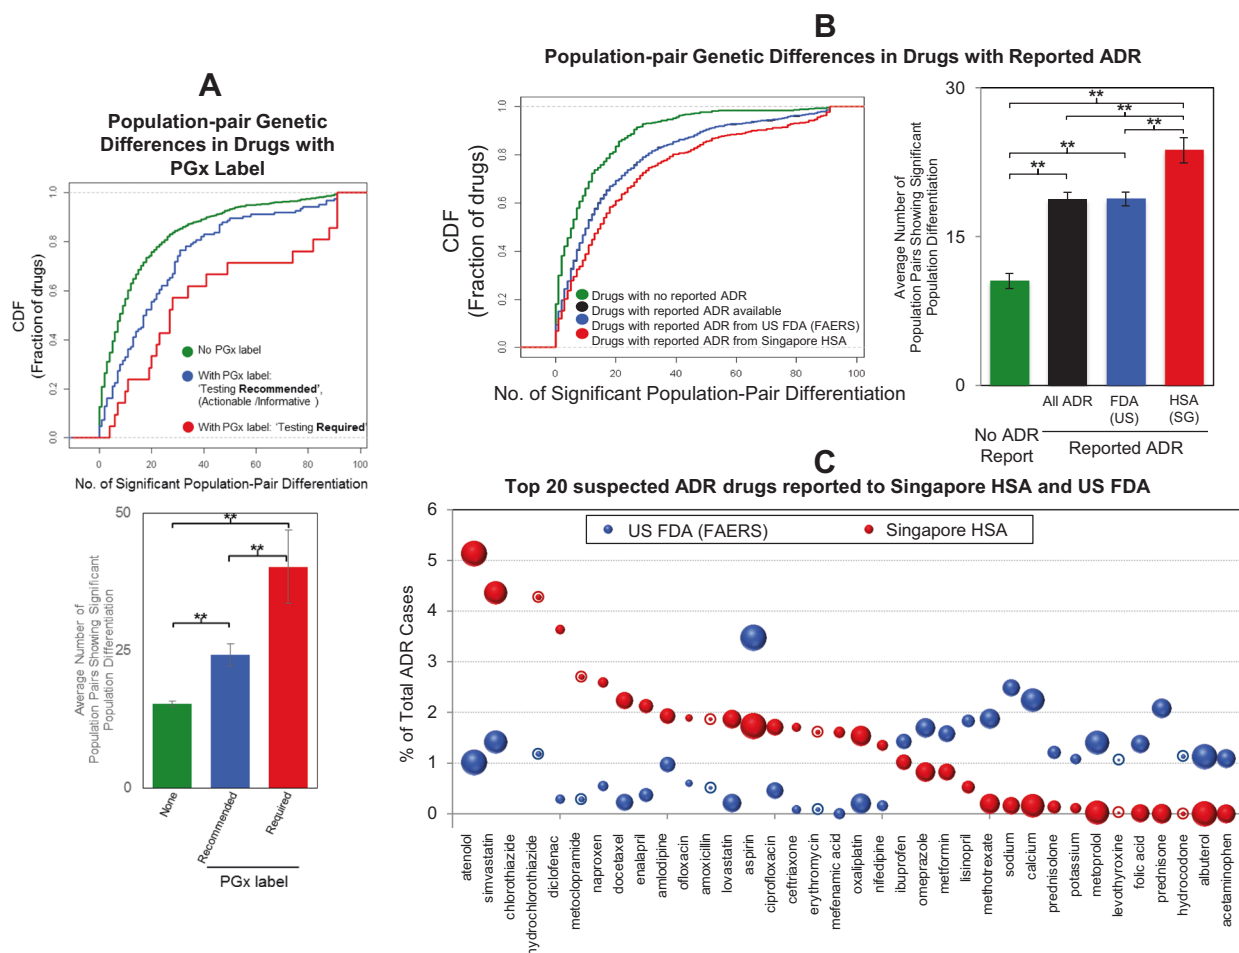 A
Population-pair Genetic
Differences in Drugs with
PGx Label
CDF
(Fraction of drugs)
1.0
0.8
0.6
0.4
0.2
0.0
No PGx label
With PGx label:
‘Testing Recommended’,
(Actionable /Informative )
With PGx label: ‘Testing Required’
0 20 40 60 80 100
No. of Significant Population-Pair Differentiation
Average Number of
Population Pairs Showing Significant
Population Differentiation
50
25
0
**
**
**
None
Recommended
Required
PGx label
B
Population-pair Genetic Differences in Drugs with Reported ADR
CDF
(Fraction of drugs)
1.0
0.8
0.6
0.4
0.2
0.0
Drugs with no reported ADR
Drugs with reported ADR available
Drugs with reported ADR from US FDA (FAERS)
Drugs with reported ADR from Singapore HSA
0 20 40 60 80 100
No. of Significant Population-Pair Differentiation
Average Number of
Population Pairs Showing Significant
Population Differentiation
30
15
0
**
**
**
**
**
All ADR
FDA
(US)
HSA
(SG)
No ADR
Report
Reported ADR
C
Top 20 suspected ADR drugs reported to Singapore HSA and US FDA
US FDA (FAERS)
Singapore HSA
% of Total ADR Cases
6
5
4
3
2
1
0
atenolol
simvastatin
chlorothiazide
hydrochlorothiazide
diclofenac
metoclopramide
naproxen
docetaxel
enalapril
amlodipine
ofloxacin
amoxicillin
lovastatin
aspirin
ciprofloxacin
ceftriaxone
erythromycin
mefenamic acid
oxaliplatin
nifedipine
ibuprofen
omeprazole
metformin
lisinopril
methotrexate
sodium
calcium
prednisolone
potassium
metoprolol
levothyroxine
folic acid
prednisone
hydrocodone
albuterol
acetaminophen